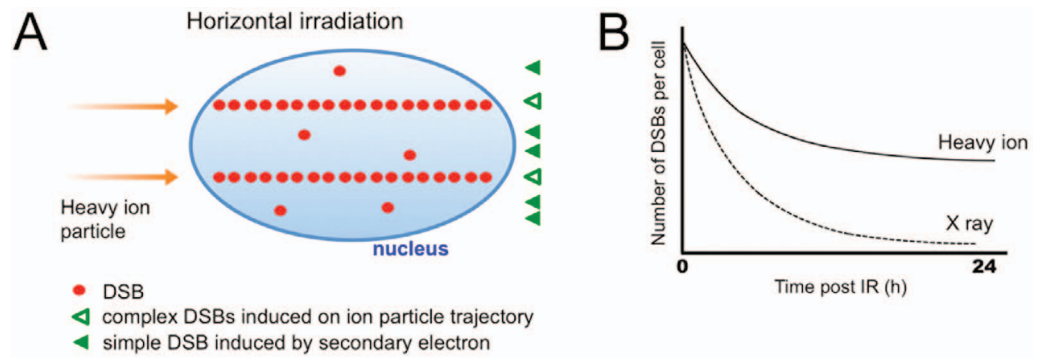 A
Horizontal irradiation
Heavy ion
particle
nucleus
DSB
complex DSBs induced on ion particle trajectory
simple DSB induced by secondary electron
B
Number of DSBs per cell
Heavy ion
X ray
0
24
Time post IR (h)